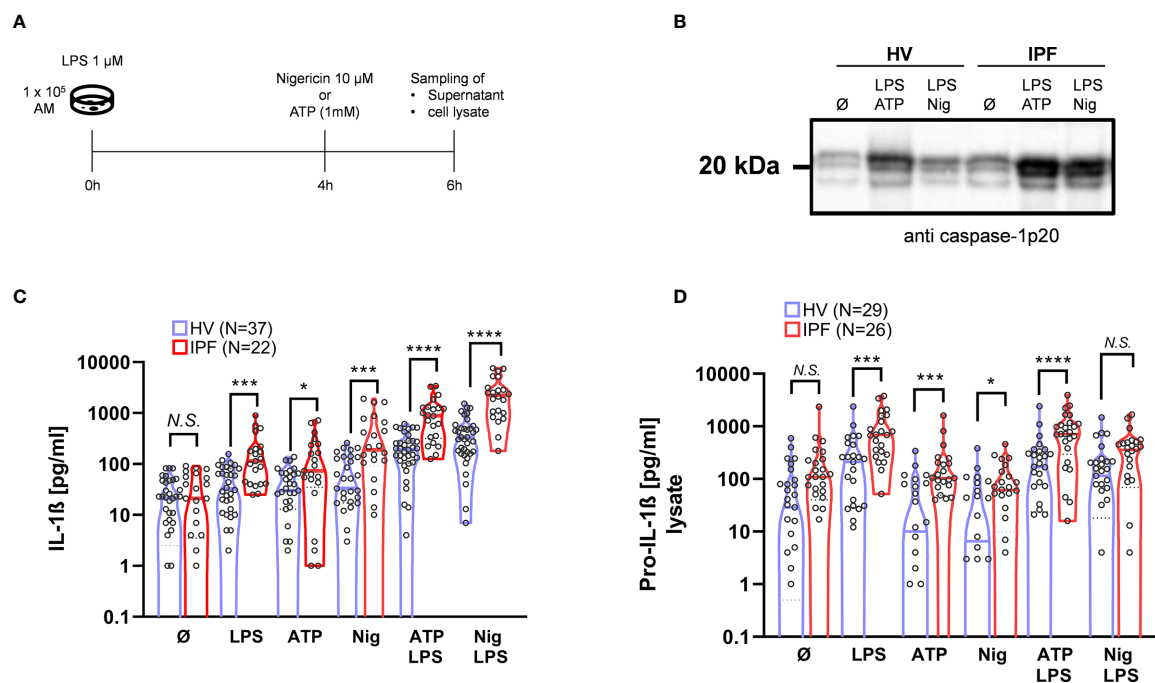 A
LPS 1 µM
1 x 10⁵
AM
Nigericin 10 µM
or
ATP (1mM)
Sampling of
• Supernatant
• cell lysate
0h
4h
6h
B
HV
IPF
Ø
LPS
ATP
LPS
Nig
Ø
LPS
ATP
LPS
Nig
20 kDa
anti caspase-1p20
C
HV (N=37)
IPF (N=22)
IL-1ß [pg/ml]
10000
1000
100
10
1
0.1
N.S.
***
*
***
****
****
Ø
LPS
ATP
Nig
ATP
LPS
Nig
LPS
D
HV (N=29)
IPF (N=26)
Pro-IL-1ß [pg/ml]
lysate
10000
1000
100
10
1
0.1
N.S.
***
***
*
****
N.S.
Ø
LPS
ATP
Nig
ATP
LPS
Nig
LPS